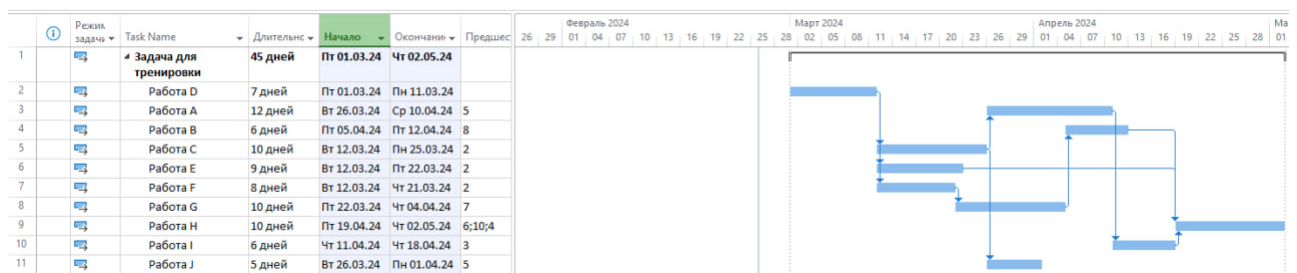 Февраль 2024 Март 2024 Апрель 2024 Ма
Режим задачи Task Name Длительнс Начало Окончани Предшес 26 29 01 04 07 10 13 16 19 22 25 28 02 05 08 11 14 17 20 23 26 29 01 04 07 10 13 16 19 22 25 28 01
1 Задача для тренировки 45 дней Пт 01.03.24 Чт 02.05.24
2 Работа D 7 дней Пт 01.03.24 Пн 11.03.24
3 Работа A 12 дней Вт 26.03.24 Ср 10.04.24 5
4 Работа B 6 дней Пт 05.04.24 Пт 12.04.24 8
5 Работа C 10 дней Вт 12.03.24 Пн 25.03.24 2
6 Работа E 9 дней Вт 12.03.24 Пт 22.03.24 2
7 Работа F 8 дней Вт 12.03.24 Чт 21.03.24 2
8 Работа G 10 дней Пт 22.03.24 Чт 04.04.24 7
9 Работа H 10 дней Пт 19.04.24 Чт 02.05.24 6;10;4
10 Работа I 6 дней Чт 11.04.24 Чт 18.04.24 3
11 Работа J 5 дней Вт 26.03.24 Пн 01.04.24 5